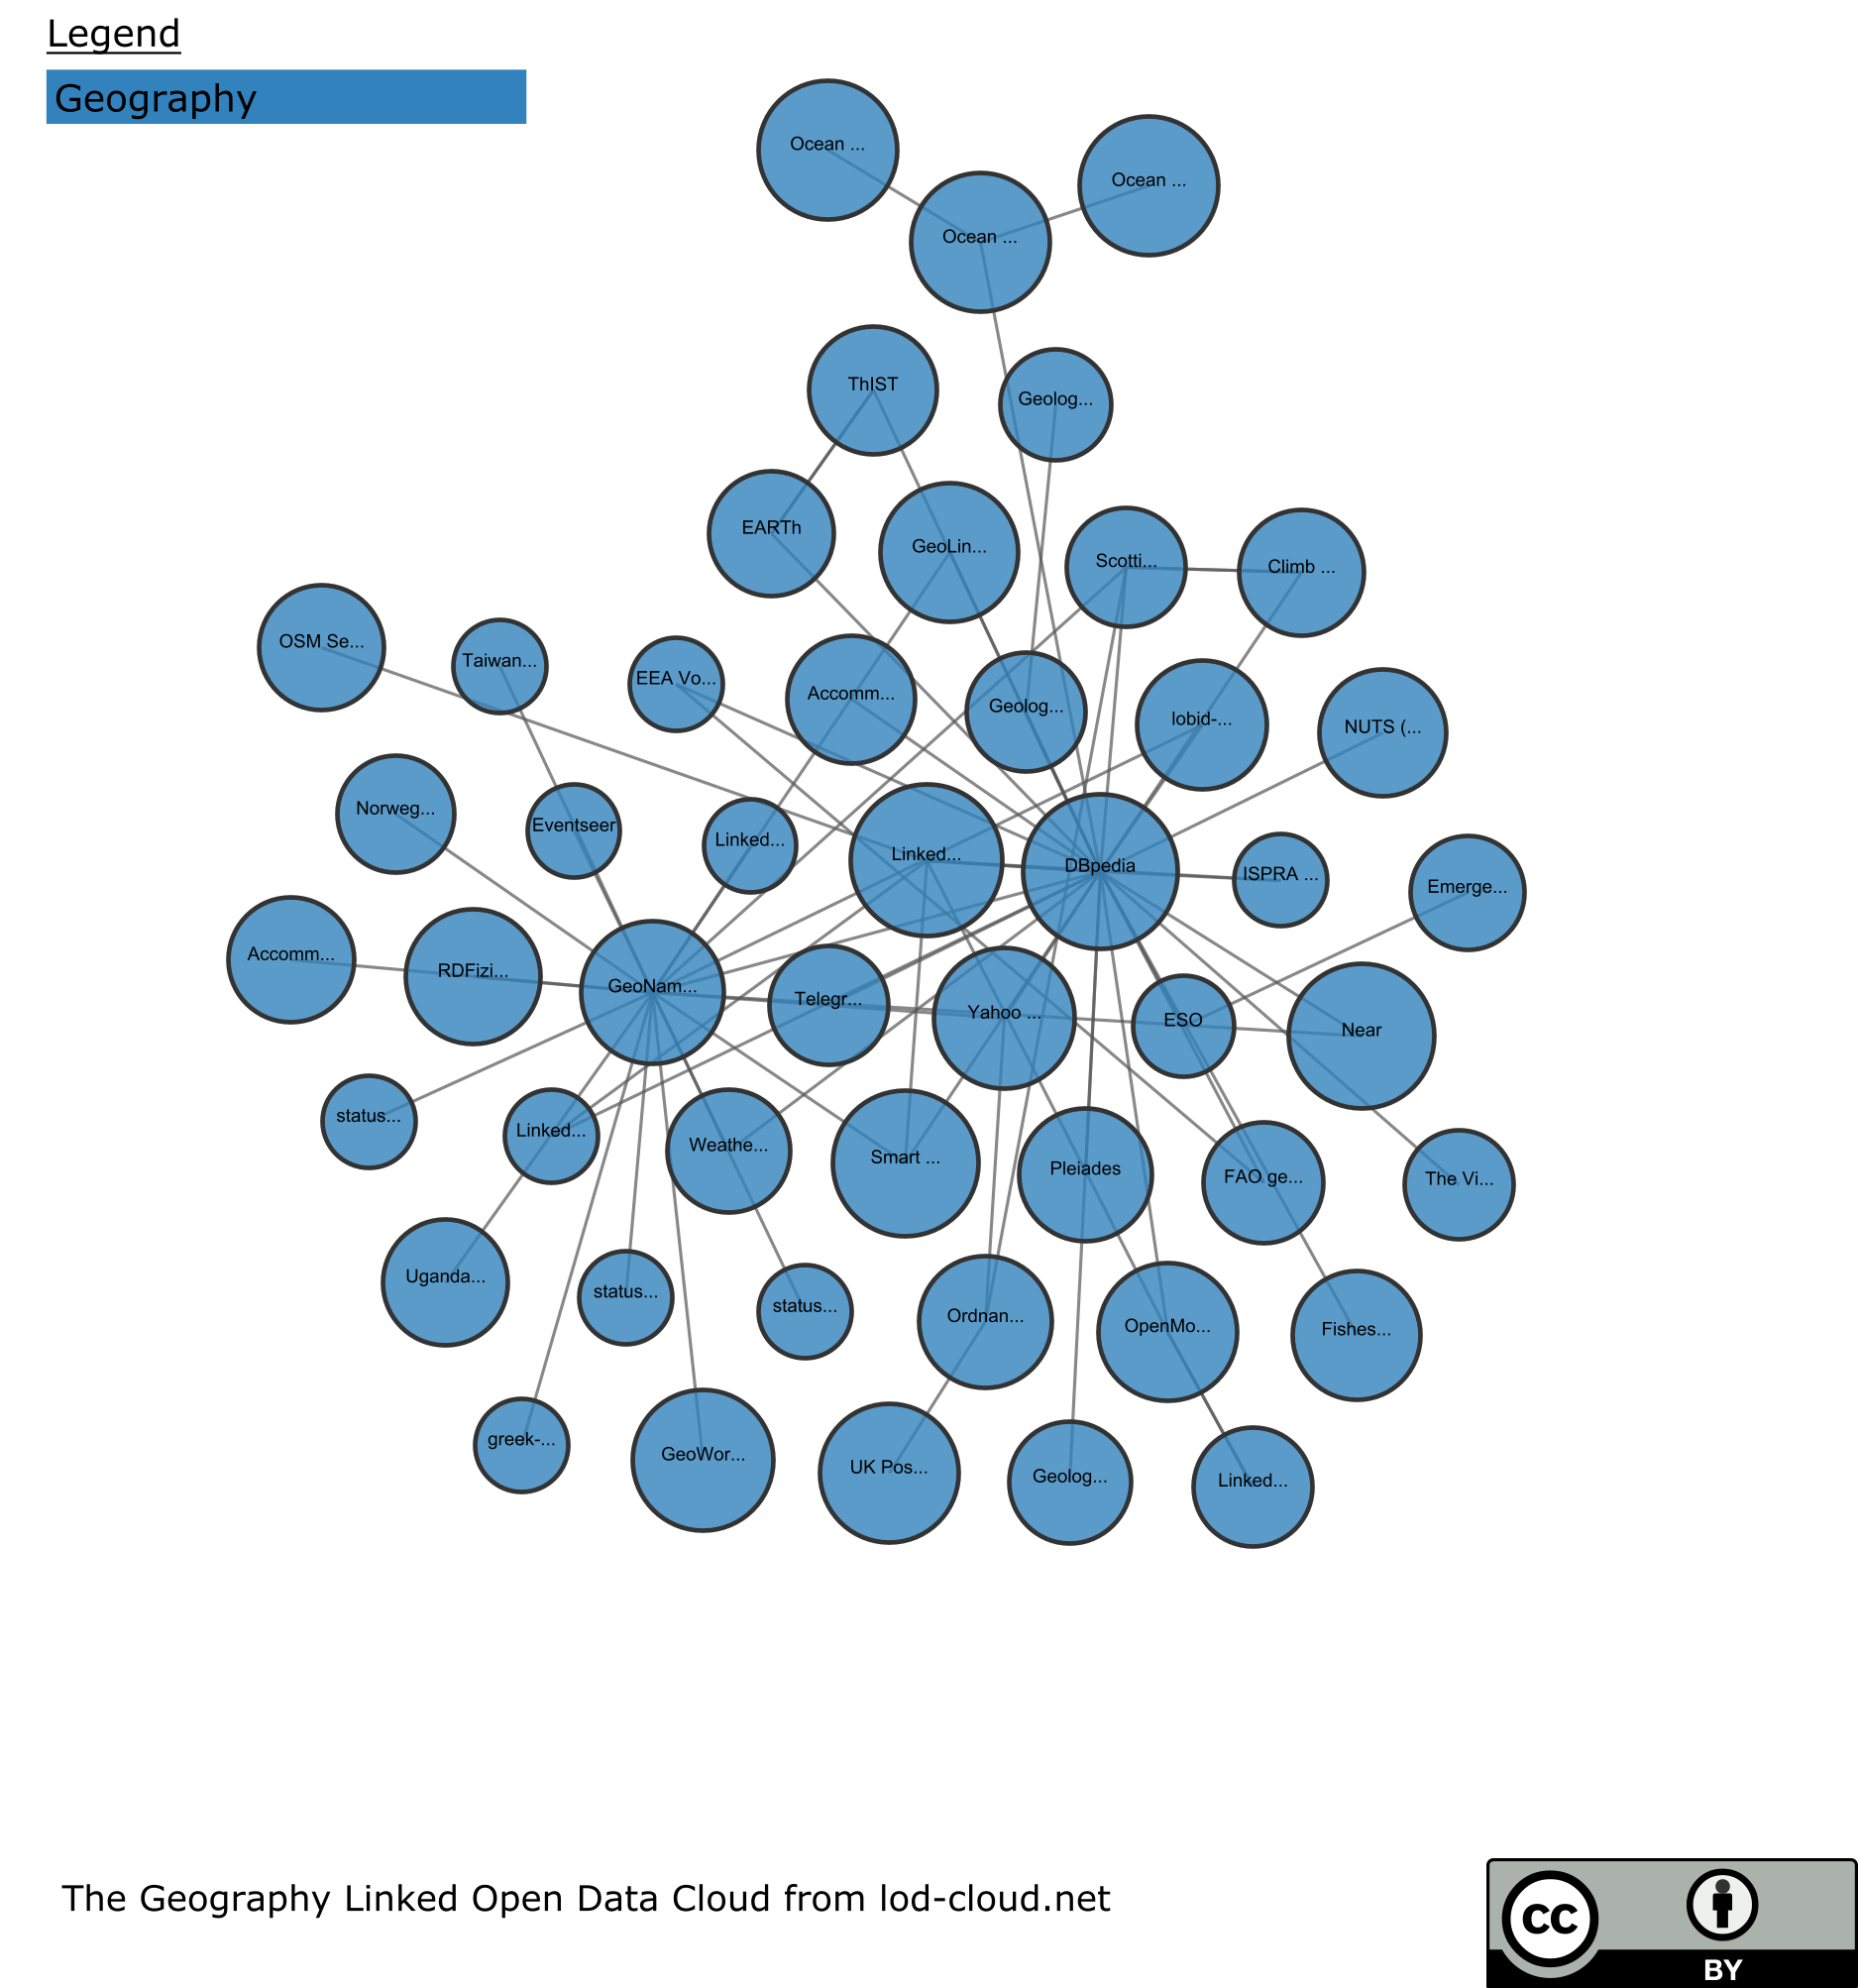 Legend
Geography
Ocean ...
Ocean ...
Ocean ...
ThIST
Geolog...
EARTh
GeoLin...
Scotti...
Climb ...
OSM Se...
Taiwan...
EEA Vo...
Accomm...
Geolog...
lobid-...
NUTS (...
Norweg...
Eventseer
Linked...
Linked...
DBpedia
ISPRA ...
Emerge...
Accomm...
RDFizi...
GeoNam...
Telegr...
Yahoo ...
ESO
Near
status...
Linked...
Weathe...
Smart ...
Pleiades
FAO ge...
The Vi...
Uganda...
status...
status...
Ordnan...
OpenMo...
Fishes...
greek-...
GeoWor...
UK Pos...
Geolog...
Linked...
The Geography Linked Open Data Cloud from lod-cloud.net
cc
BY